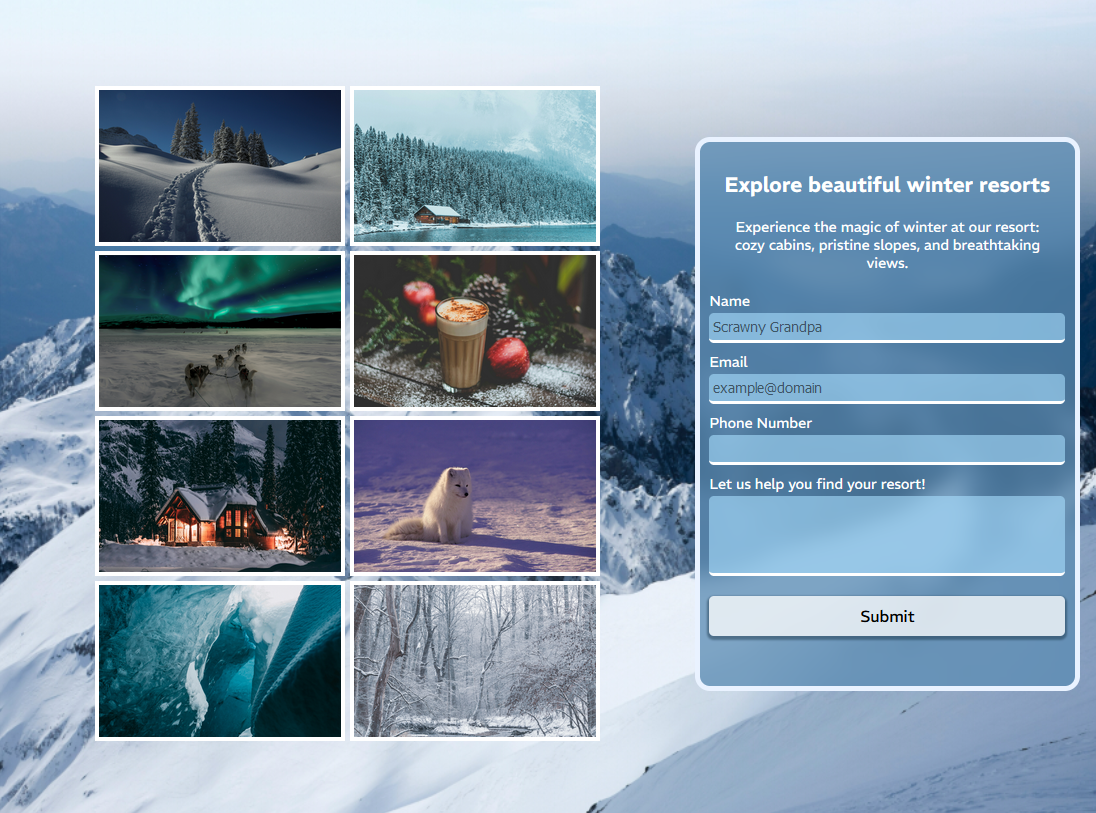 Explore beautiful winter resorts
Experience the magic of winter at our resort:
cozy cabins, pristine slopes, and breathtaking
views.
Name
Scrawny Grandpa
Email
example@domain
Phone Number
Let us help you find your resort!
Submit